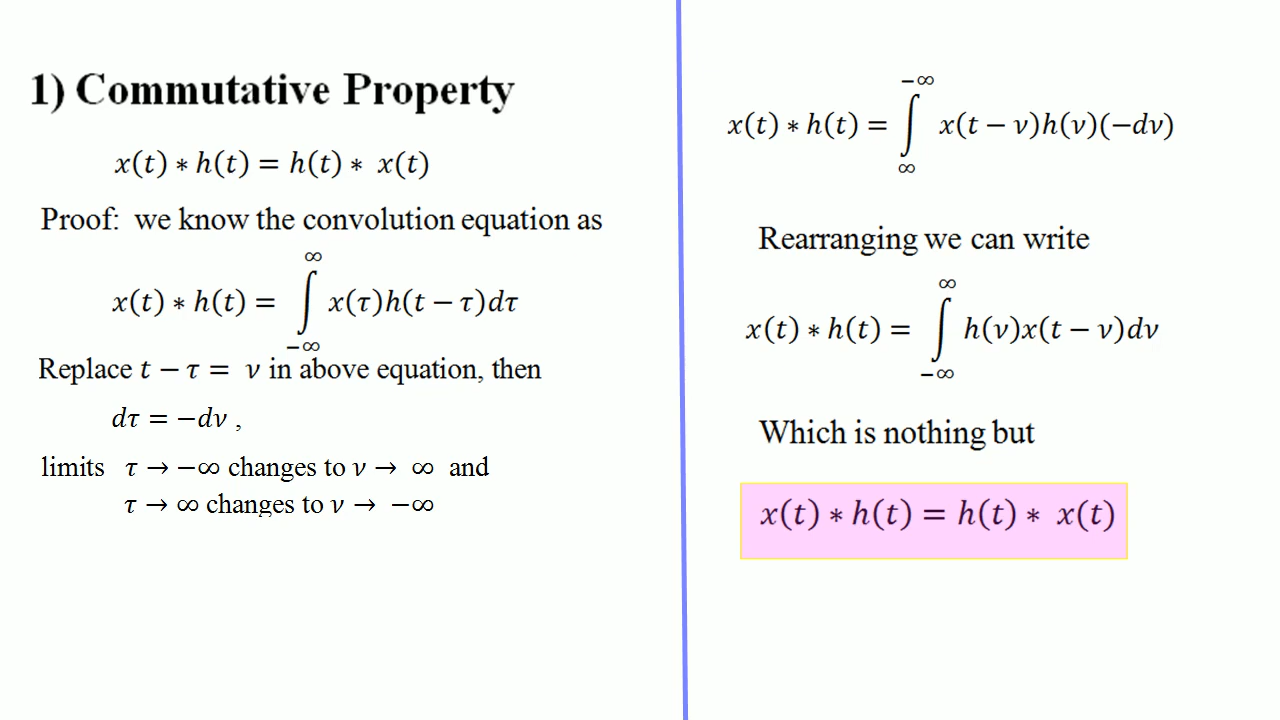 1) Commutative Property
x(t) ∗ h(t) = h(t) ∗ x(t)
Proof: we know the convolution equation as
x(t) ∗ h(t) = ∫_{−∞}^{∞} x(τ)h(t − τ)dτ
Replace t − τ = ν in above equation, then
dτ = −dν ,
limits τ → −∞ changes to ν → ∞ and
τ → ∞ changes to ν → −∞
x(t) ∗ h(t) = ∫_{∞}^{−∞} x(t − ν)h(ν)(−dν)
Rearranging we can write
x(t) ∗ h(t) = ∫_{−∞}^{∞} h(ν)x(t − ν)dν
Which is nothing but
x(t) ∗ h(t) = h(t) ∗ x(t)